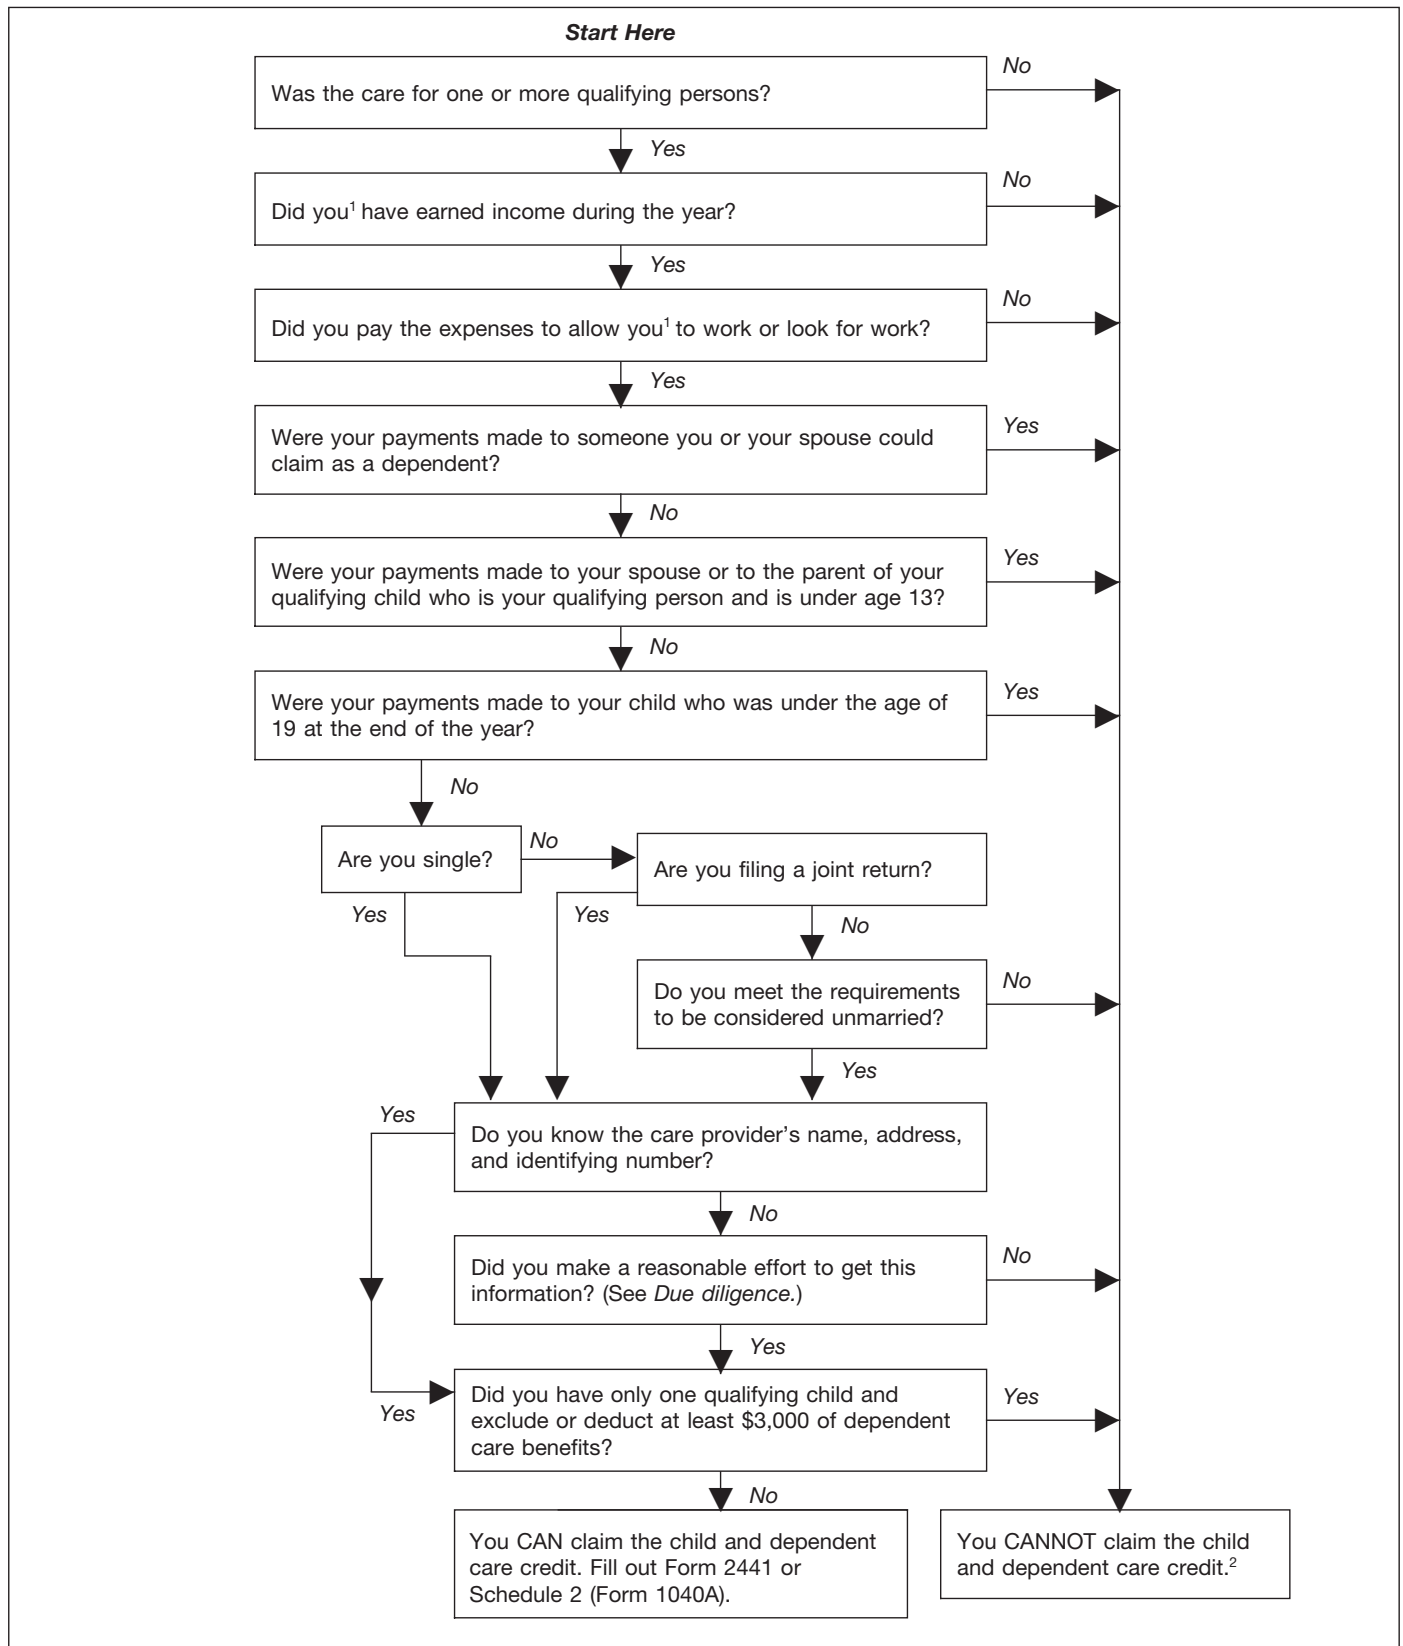 Start Here
No
Was the care for one or more qualifying persons?
Yes
No
Did you1 have earned income during the year?
Yes
No
Did you pay the expenses to allow you1 to work or look for work?
Yes
Were your payments made to someone you or your spouse could
claim as a dependent?
Yes
No
Were your payments made to your spouse or to the parent of your
qualifying child who is your qualifying person and is under age 13?
Yes
No
Were your payments made to your child who was under the age of
19 at the end of the year?
Yes
No
Are you single?
No
Are you filing a joint return?
Yes
Yes
No
Do you meet the requirements
to be considered unmarried?
No
Yes
Yes
Do you know the care provider’s name, address,
and identifying number?
No
Did you make a reasonable effort to get this
information? (See Due diligence.)
No
Yes
Yes
Did you have only one qualifying child and
exclude or deduct at least $3,000 of dependent
care benefits?
Yes
No
You CAN claim the child and dependent
care credit. Fill out Form 2441 or
Schedule 2 (Form 1040A).
You CANNOT claim the child
and dependent care credit.2